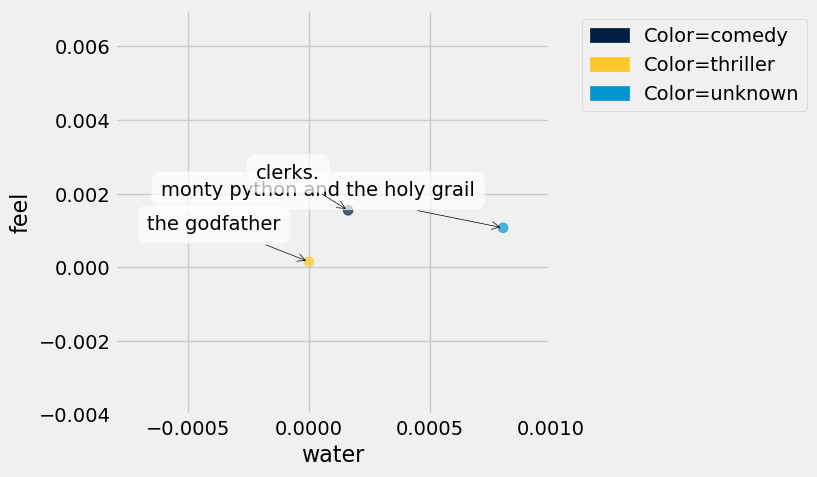 Color=comedy
Color=thriller
Color=unknown
0.006
0.004
0.002
0.000
−0.002
−0.004
feel
clerks.
monty python and the holy grail
the godfather
−0.0005
0.0000
0.0005
0.0010
water